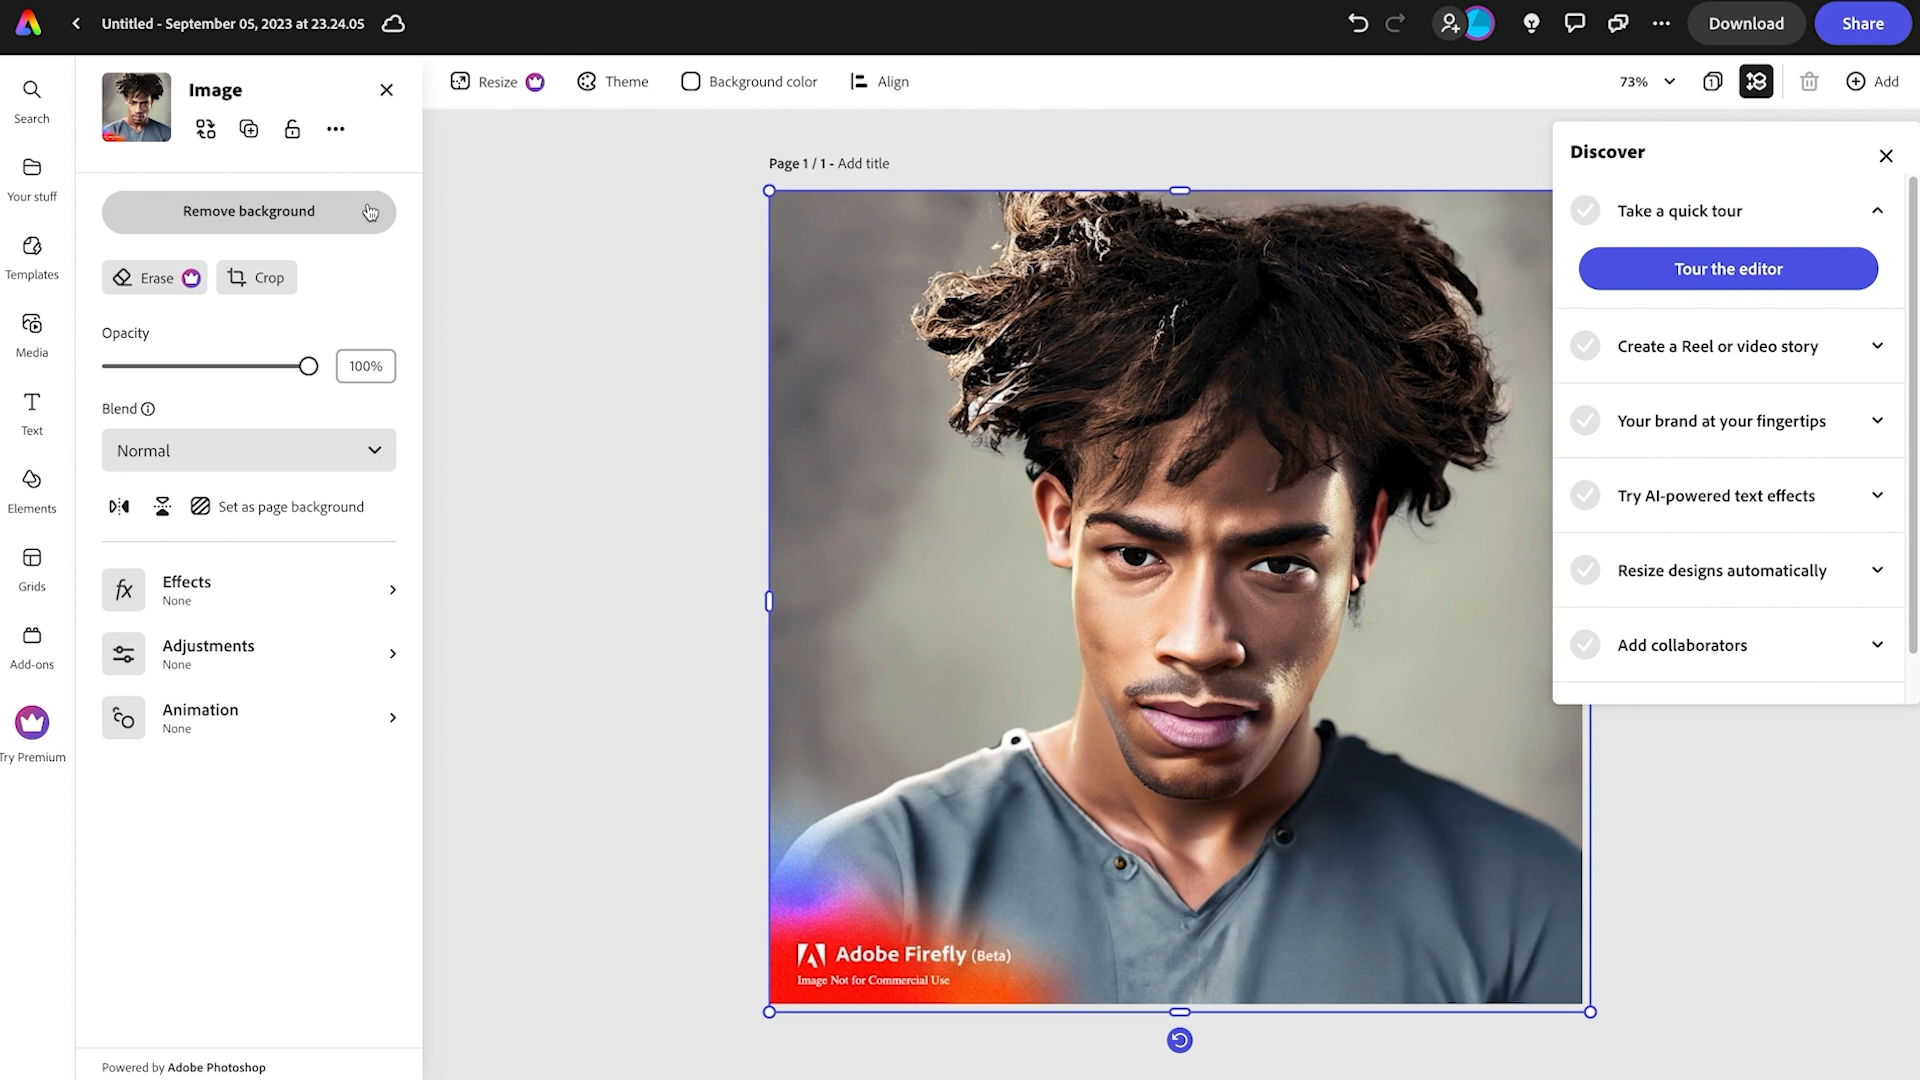 Untitled - September 05, 2023 at 23.24.05
Download
Share
Search
Your stuff
Templates
Media
Text
Elements
Grids
Add-ons
Try Premium
Image
Remove background
Erase
Crop
Opacity
100%
Blend
Normal
Set as page background
fx
Effects
None
Adjustments
None
Animation
None
Powered by Adobe Photoshop
Resize
Theme
Background color
Align
73%
1
Add
Page 1 / 1 - Add title
Adobe Firefly (Beta)
Image Not for Commercial Use
Discover
Take a quick tour
Tour the editor
Create a Reel or video story
Your brand at your fingertips
Try AI-powered text effects
Resize designs automatically
Add collaborators